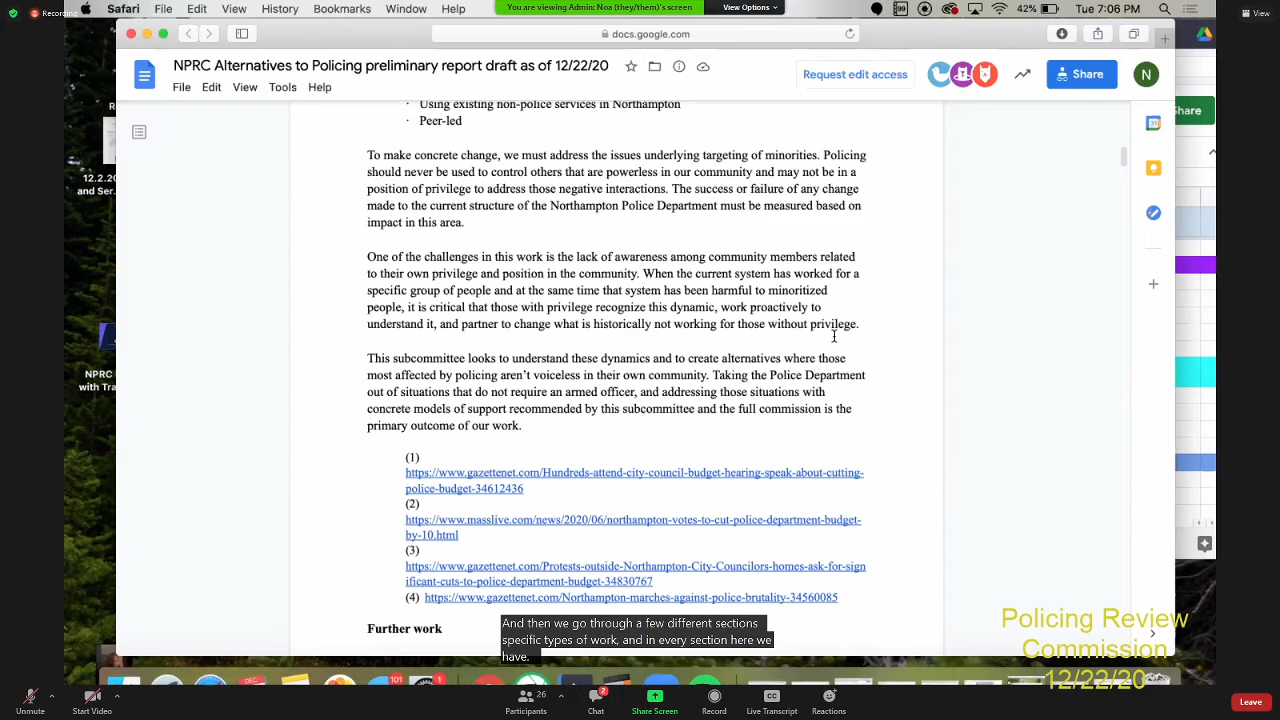 Recording
Safari File Edit View History Bookmarks Window Help
You are viewing Admin: Noa (they/them)'s screen
View Options
42%
Tue 7:06 PM
View
docs.google.com
NPRC Alternatives to Policing preliminary report draft as of 12/22/20
Request edit access
Share
N
File Edit View Tools Help
hare
31
12.2.20
and Ser
NPRC
with Tra
· Using existing non-police services in Northampton
· Peer-led
To make concrete change, we must address the issues underlying targeting of minorities. Policing
should never be used to control others that are powerless in our community and may not be in a
position of privilege to address those negative interactions. The success or failure of any change
made to the current structure of the Northampton Police Department must be measured based on
impact in this area.
One of the challenges in this work is the lack of awareness among community members related
to their own privilege and position in the community. When the current system has worked for a
specific group of people and at the same time that system has been harmful to minoritized
people, it is critical that those with privilege recognize this dynamic, work proactively to
understand it, and partner to change what is historically not working for those without privilege.
This subcommittee looks to understand these dynamics and to create alternatives where those
most affected by policing aren't voiceless in their own community. Taking the Police Department
out of situations that do not require an armed officer, and addressing those situations with
concrete models of support recommended by this subcommittee and the full commission is the
primary outcome of our work.
(1)
https://www.gazettenet.com/Hundreds-attend-city-council-budget-hearing-speak-about-cutting-
police-budget-34612436
(2)
https://www.masslive.com/news/2020/06/northampton-votes-to-cut-police-department-budget-
by-10.html
(3)
https://www.gazettenet.com/Protests-outside-Northampton-City-Councilors-homes-ask-for-sign
ificant-cuts-to-police-department-budget-34830767
(4) https://www.gazettenet.com/Northampton-marches-against-police-brutality-34560085
Further work
And then we go through a few different sections
specific types of work, and in every section here we
have.
Policing Review
Commission
12/22/20
DEC
101
1
Unmute
Start Video
Participants 26
Chat 2
Share Screen
Record
CC
Live Transcript
Reactions
Leave